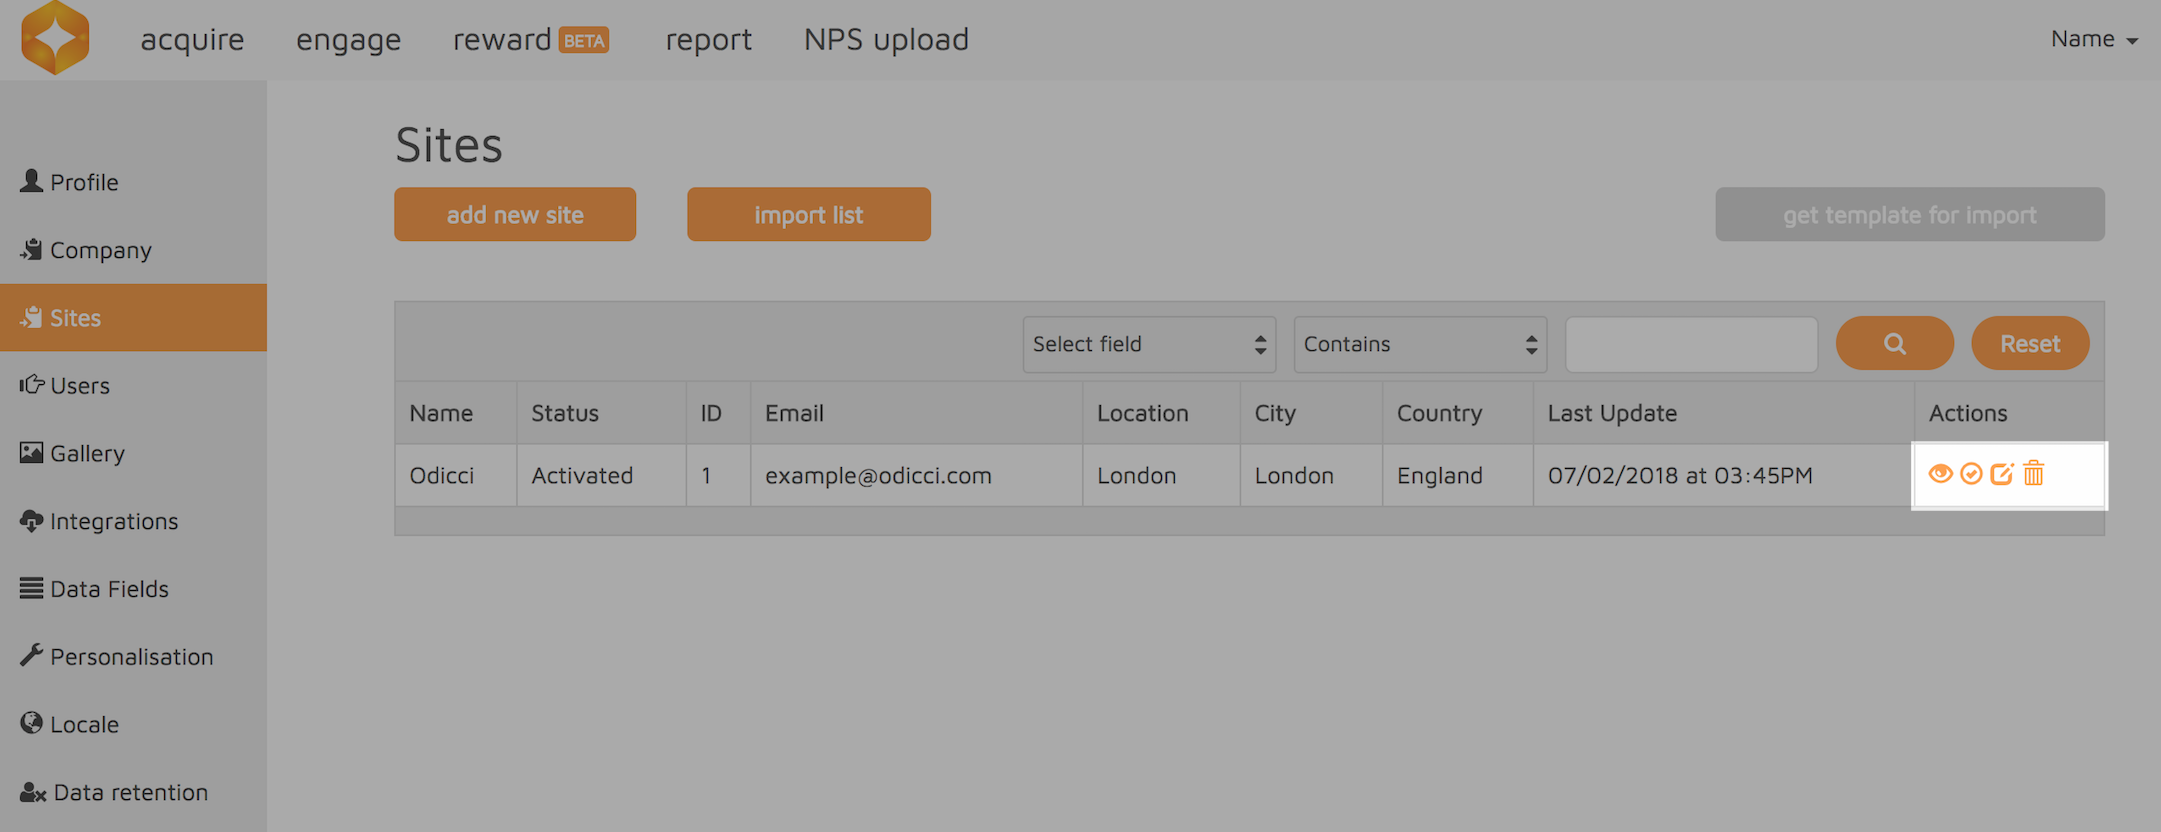 acquire engage reward BETA report NPS upload Name
Sites
Profile
add new site import list get template for import
Company
Sites
Select field Contains Reset
Users
Name Status ID Email Location City Country Last Update Actions
Gallery
Odicci Activated 1 example@odicci.com London London England 07/02/2018 at 03:45PM
Integrations
Data Fields
Personalisation
Locale
Data retention